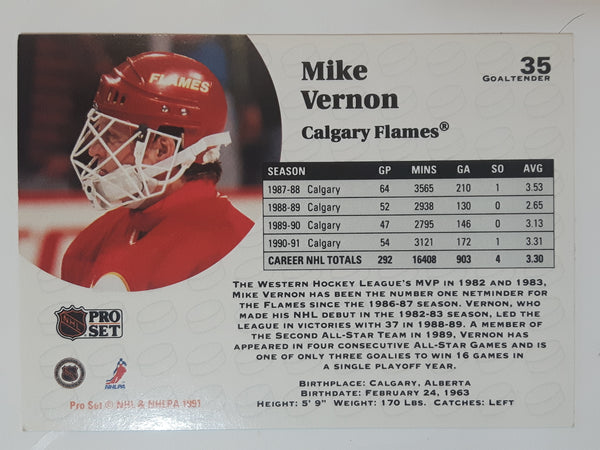 FLAMES
Mike
Vernon
Calgary Flames®
35
GOALTENDER
SEASON GP MINS GA SO AVG
1987-88 Calgary 64 3565 210 1 3.53
1988-89 Calgary 52 2938 130 0 2.65
1989-90 Calgary 47 2795 146 0 3.13
1990-91 Calgary 54 3121 172 1 3.31
CAREER NHL TOTALS 292 16408 903 4 3.30
THE WESTERN HOCKEY LEAGUE'S MVP IN 1982 AND 1983,
MIKE VERNON HAS BEEN THE NUMBER ONE NETMINDER FOR
THE FLAMES SINCE THE 1986-87 SEASON. VERNON, WHO
MADE HIS NHL DEBUT IN THE 1982-83 SEASON, LED THE
LEAGUE IN VICTORIES WITH 37 IN 1988-89. A MEMBER OF
THE SECOND ALL-STAR TEAM IN 1989, VERNON HAS
APPEARED IN FOUR CONSECUTIVE ALL-STAR GAMES AND IS
ONE OF ONLY THREE GOALIES TO WIN 16 GAMES IN
A SINGLE PLAYOFF YEAR.
BIRTHPLACE: CALGARY, ALBERTA
BIRTHDATE: FEBRUARY 24, 1963
HEIGHT: 5' 9" WEIGHT: 170 LBS. CATCHES: LEFT
NHL
PRO
SET
NHLPA
Pro Set © NHL & NHLPA 1991